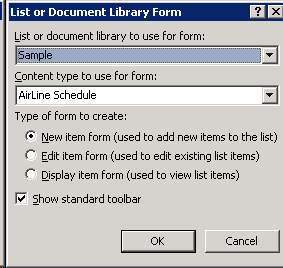 List or Document Library Form
List or document library to use for form:
Sample
Content type to use for form:
AirLine Schedule
Type of form to create:
New item form (used to add new items to the list)
Edit item form (used to edit existing list items)
Display item form (used to view list items)
Show standard toolbar
OK
Cancel